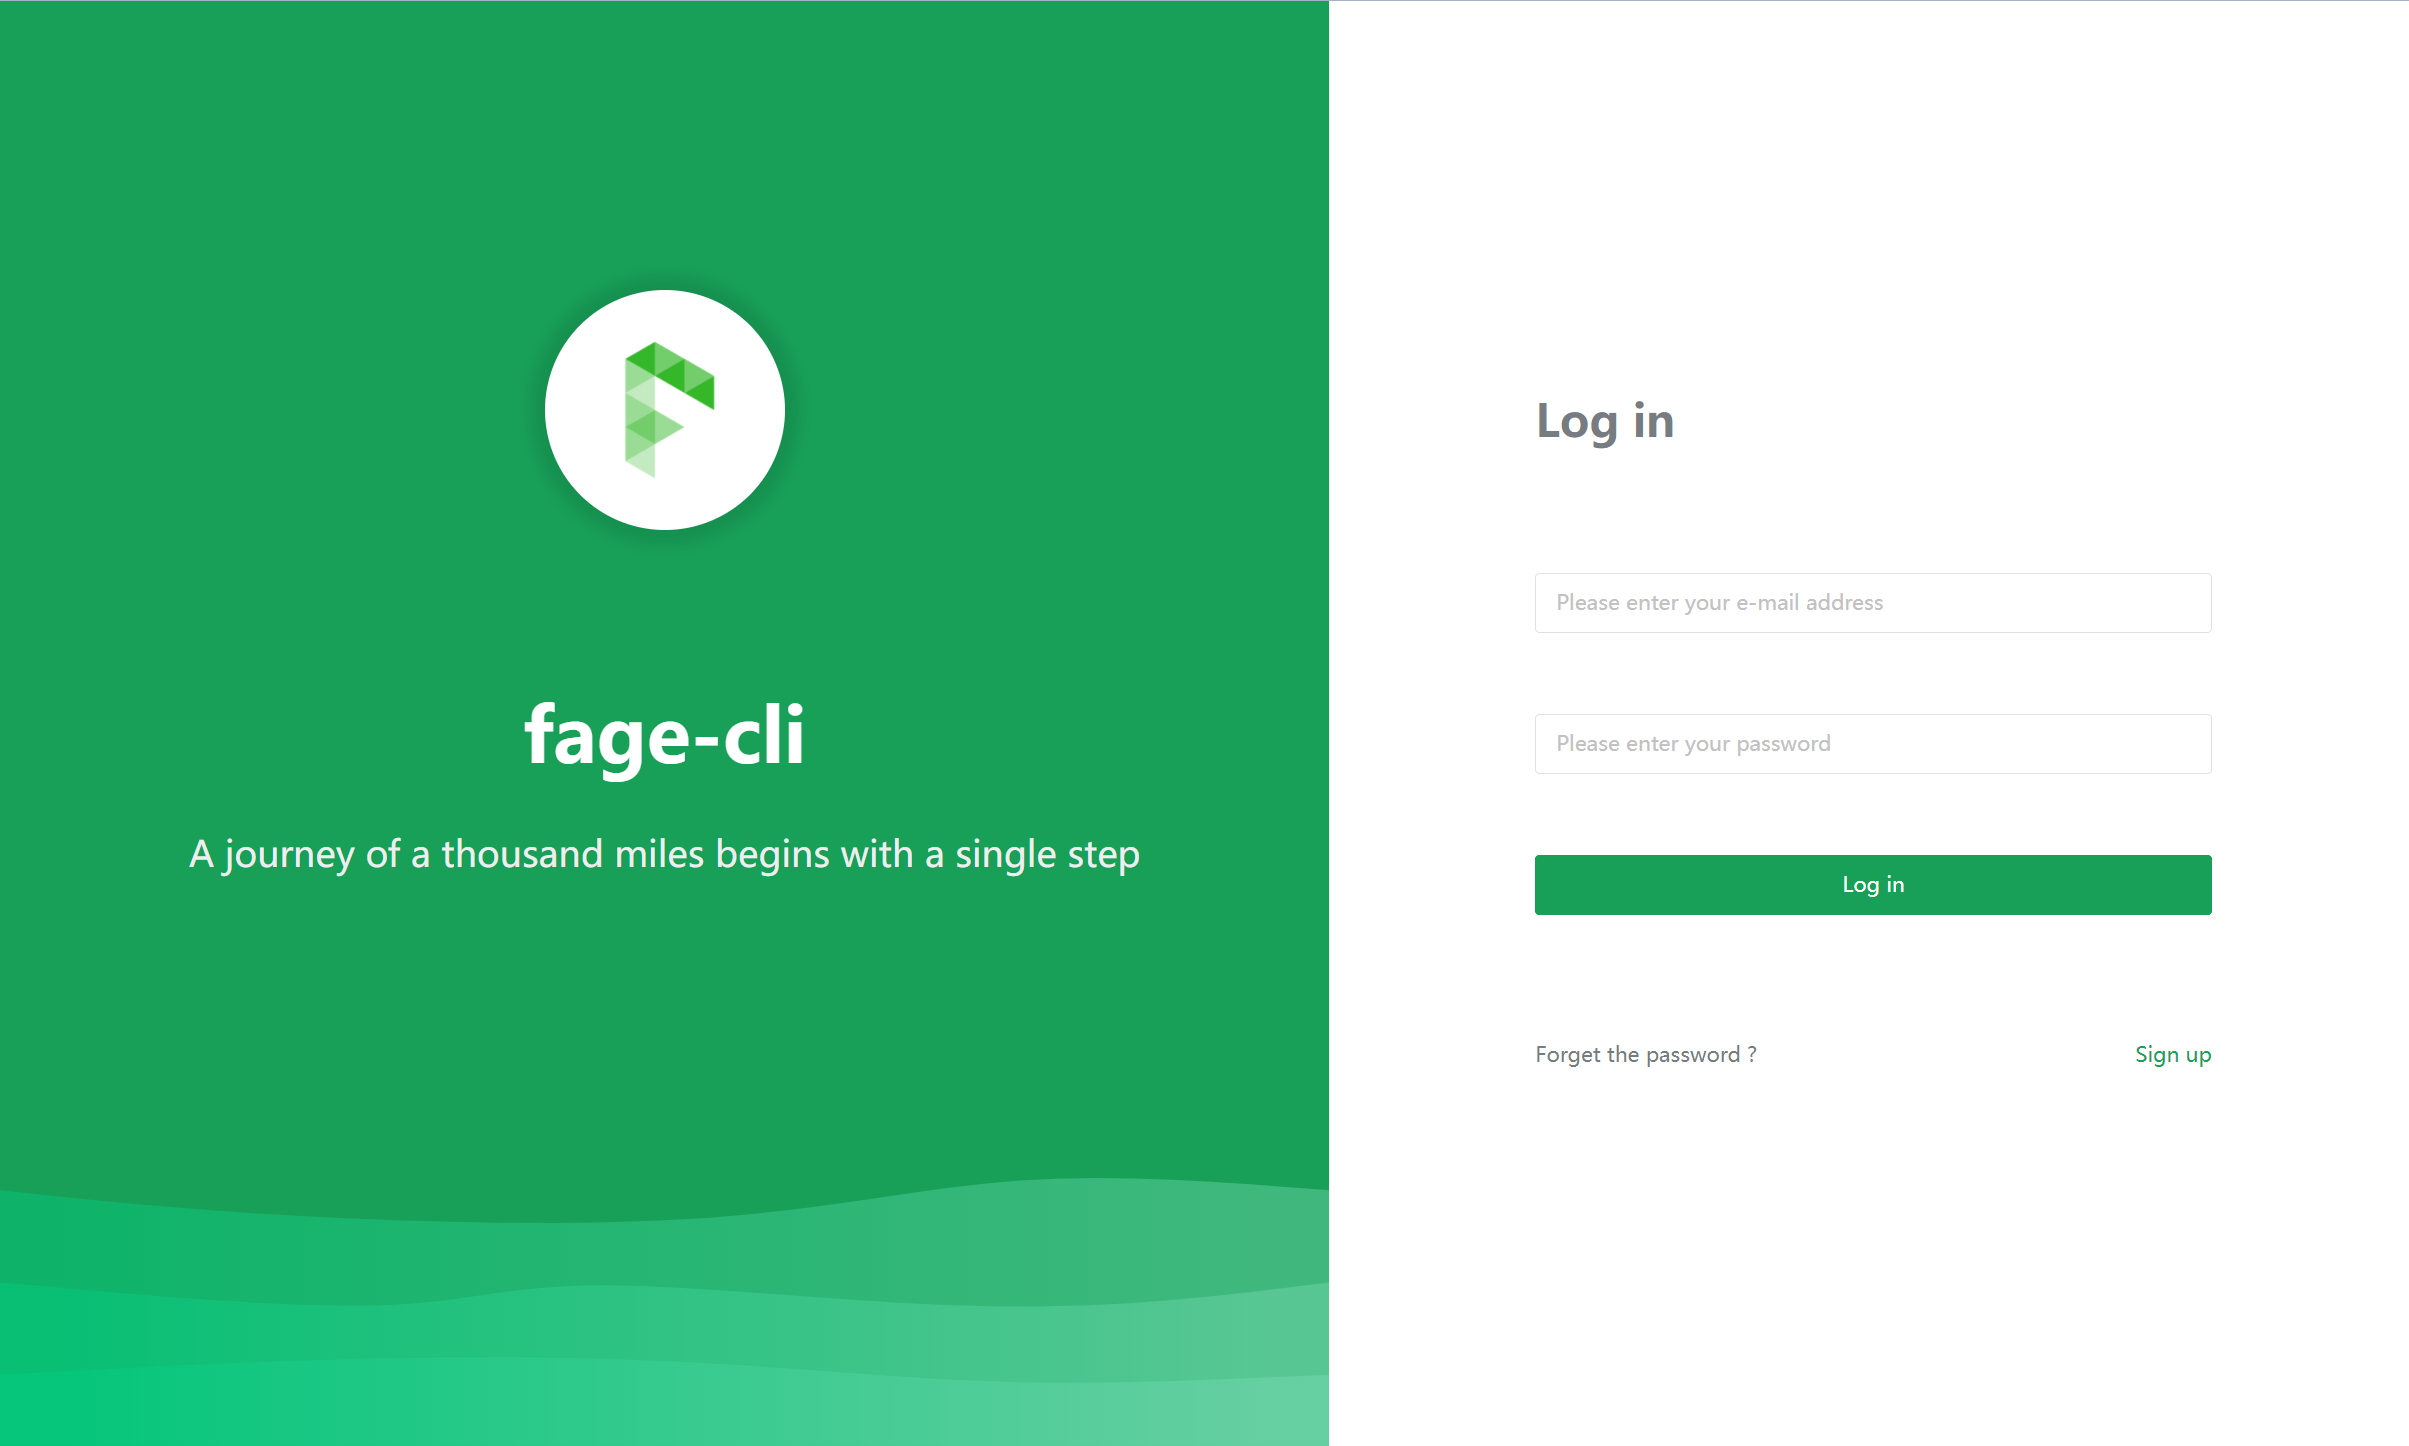 fage-cli
A journey of a thousand miles begins with a single step
Log in
Please enter your e-mail address
Please enter your password
Log in
Forget the password ?
Sign up